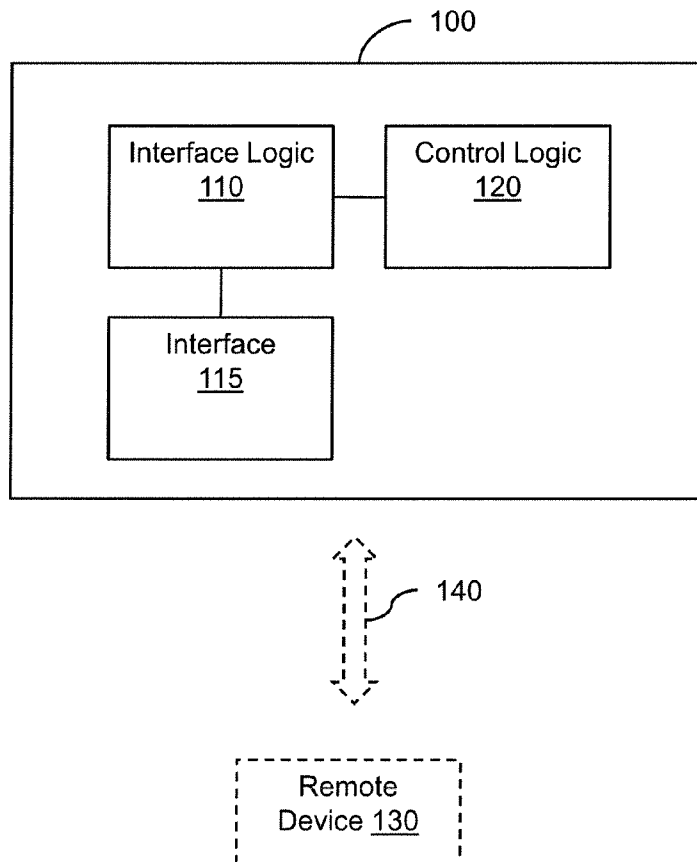 100
Interface Logic
110
Control Logic
120
Interface
115
140
Remote
Device 130